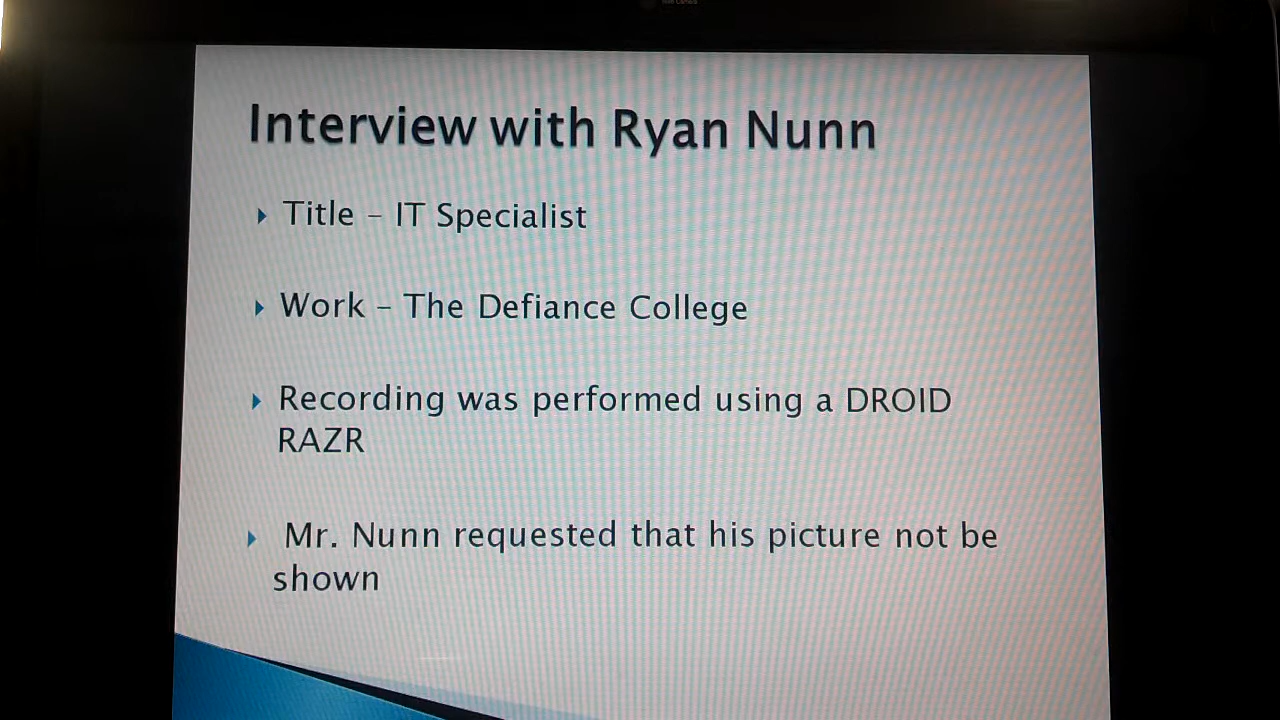 Interview with Ryan Nunn
Title – IT Specialist
Work – The Defiance College
Recording was performed using a DROID
RAZR
Mr. Nunn requested that his picture not be
shown